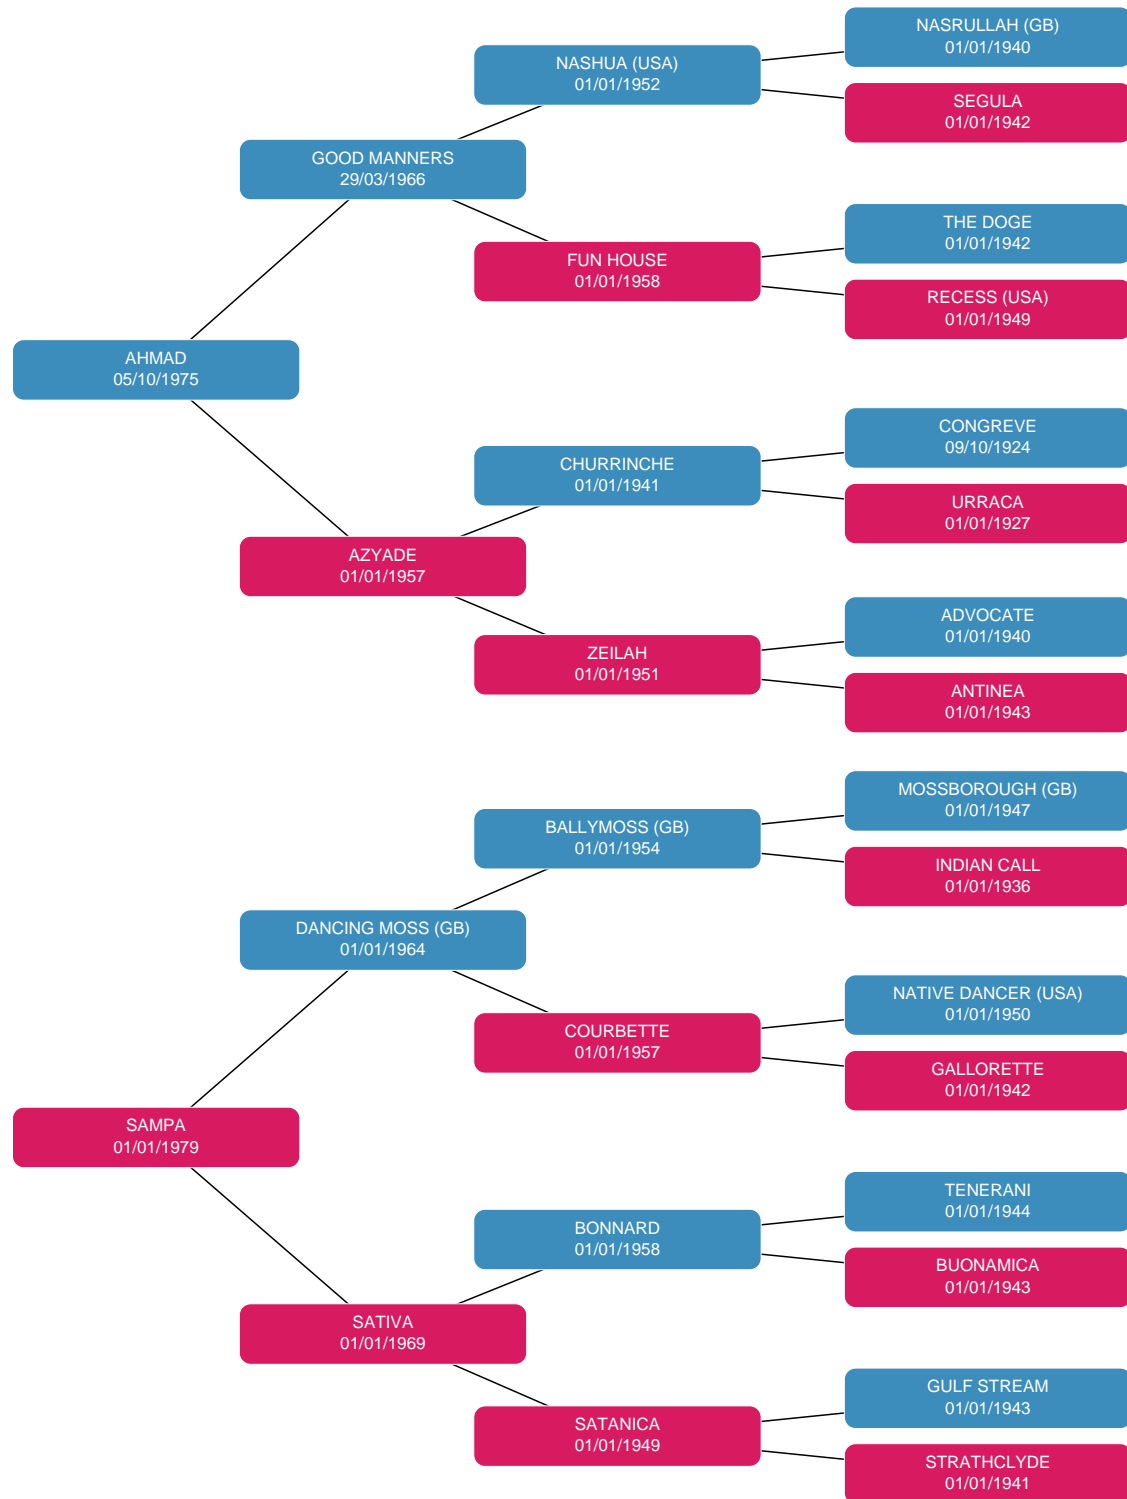 NASRULLAH (GB)
01/01/1940
NASHUA (USA)
01/01/1952
SEGULA
01/01/1942
GOOD MANNERS
29/03/1966
THE DOGE
01/01/1942
FUN HOUSE
01/01/1958
RECESS (USA)
01/01/1949
AHMAD
05/10/1975
CONGREVE
09/10/1924
CHURRINCHE
01/01/1941
URRACA
01/01/1927
AZYADE
01/01/1957
ADVOCATE
01/01/1940
ZEILAH
01/01/1951
ANTINEA
01/01/1943
MOSSBOROUGH (GB)
01/01/1947
BALLYMOSS (GB)
01/01/1954
INDIAN CALL
01/01/1936
DANCING MOSS (GB)
01/01/1964
NATIVE DANCER (USA)
01/01/1950
COURBETTE
01/01/1957
GALLORETTE
01/01/1942
SAMPA
01/01/1979
TENERANI
01/01/1944
BONNARD
01/01/1958
BUONAMICA
01/01/1943
SATIVA
01/01/1969
GULF STREAM
01/01/1943
SATANICA
01/01/1949
STRATHCLYDE
01/01/1941